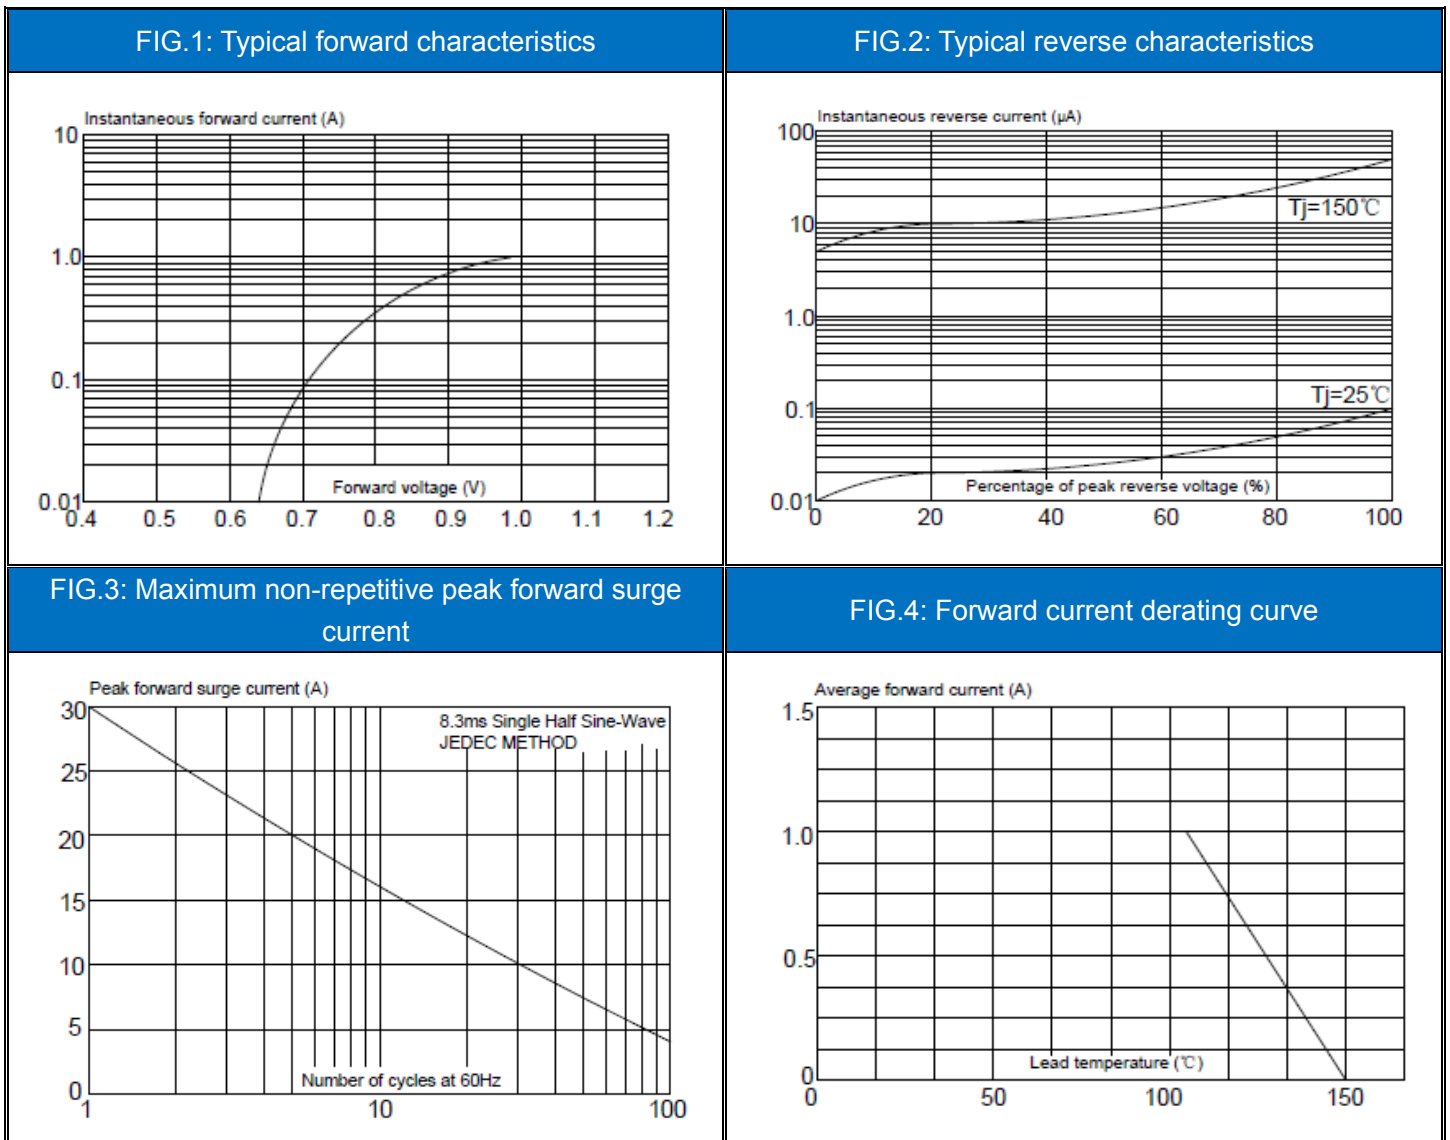 FIG.1: Typical forward characteristics
FIG.2: Typical reverse characteristics
Instantaneous forward current (A)
10
1.0
0.1
0.01
Forward voltage (V)
0.4 0.5 0.6 0.7 0.8 0.9 1.0 1.1 1.2
Instantaneous reverse current (μA)
100
Tj=150℃
10
1.0
Tj=25℃
0.1
0.01
Percentage of peak reverse voltage (%)
0 20 40 60 80 100
FIG.3: Maximum non-repetitive peak forward surge
current
FIG.4: Forward current derating curve
Peak forward surge current (A)
30
8.3ms Single Half Sine-Wave
JEDEC METHOD
25
20
15
10
5
0
Number of cycles at 60Hz
1 10 100
Average forward current (A)
1.5
1.0
0.5
Lead temperature (℃)
0
0 50 100 150